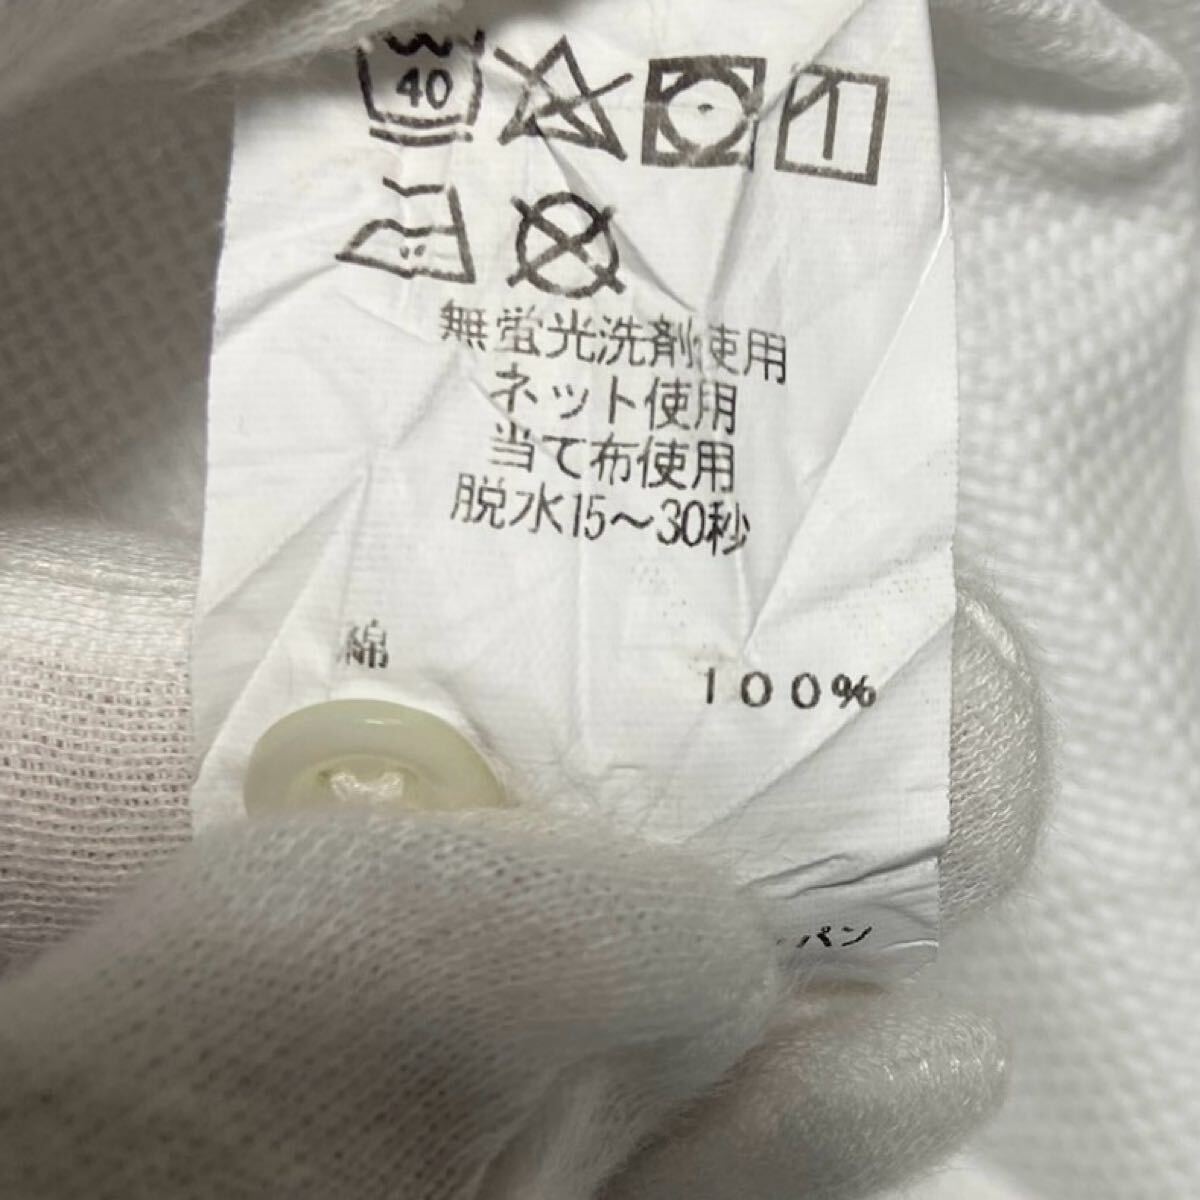 40
無蛍光洗剤使用
ネット使用
当て布使用
脱水15～30秒
綿 100%
パン